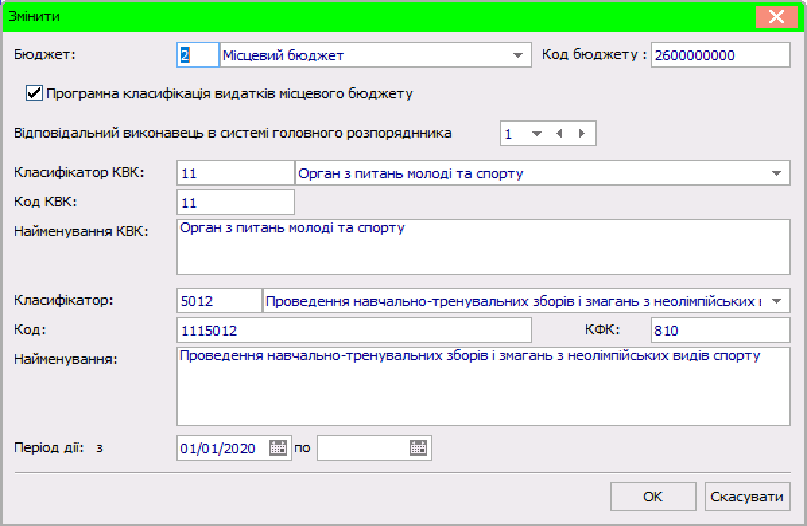 Змінити
Бюджет: 2 Місцевий бюджет Код бюджету : 2600000000
Програмна класифікація видатків місцевого бюджету
Відповідальний виконавець в системі головного розпорядника 1
Класифікатор КВК: 11 Орган з питань молоді та спорту
Код КВК: 11
Найменування КВК: Орган з питань молоді та спорту
Класифікатор: 5012 Проведення навчально-тренувальних зборів і змагань з неолімпійських в
Код: 1115012 КФК: 810
Найменування: Проведення навчально-тренувальних зборів і змагань з неолімпійських видів спорту
Період дії: з 01/01/2020 по
OK Скасувати